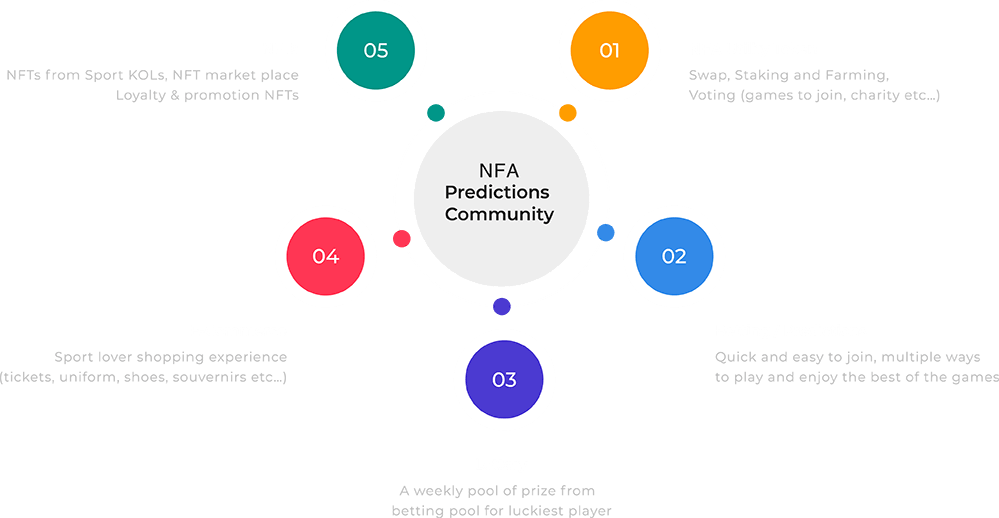 05
01
NFTs from Sport KOLs, NFT market place
Loyalty & promotion NFTs
Swap, Staking and Farming,
Voting (games to join, charity etc...)
NFA
Predictions
Community
04
02
Sport lover shopping experience
(tickets, uniform, shoes, souvernirs etc...)
Quick and easy to join, multiple ways
to play and enjoy the best of the games
03
A weekly pool of prize from
betting pool for luckiest player